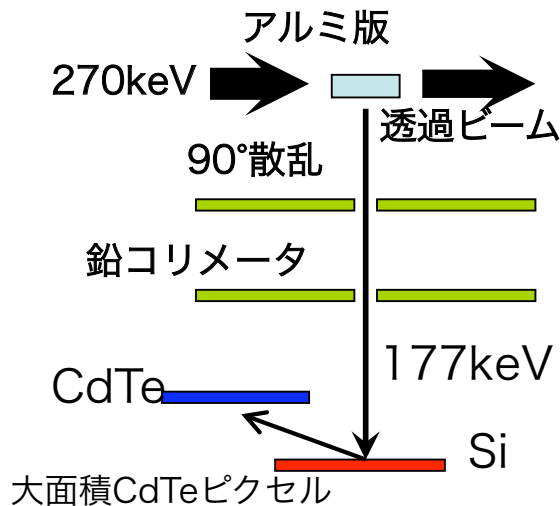 アルミ版
270keV
透過ビーム
90°散乱
鉛コリメータ
177keV
CdTe
Si
大面積CdTeピクセル